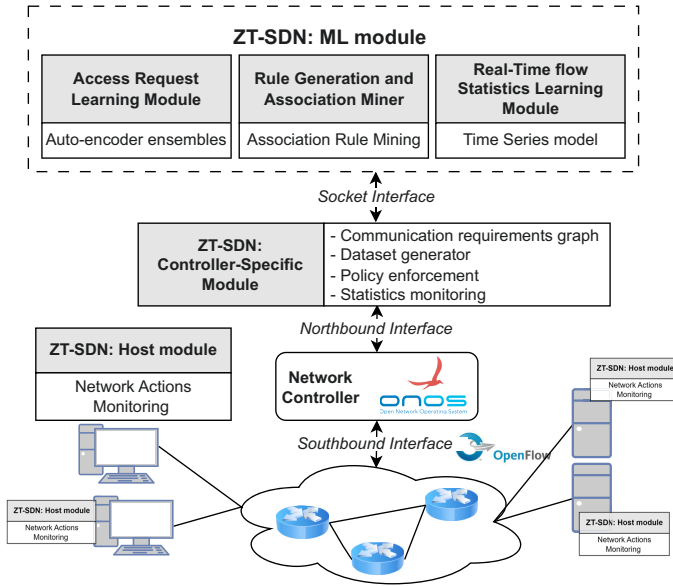 ZT-SDN: ML module
Access Request
Learning Module
Auto-encoder ensembles
Rule Generation and
Association Miner
Association Rule Mining
Real-Time flow
Statistics Learning
Module
Time Series model
Socket Interface
ZT-SDN:
Controller-Specific
Module
- Communication requirements graph
- Dataset generator
- Policy enforcement
- Statistics monitoring
Northbound Interface
ZT-SDN: Host module
Network Actions
Monitoring
Network
Controller
onos
Open Network Operating System
ZT-SDN: Host module
Network Actions
Monitoring
Southbound Interface
OpenFlow
ZT-SDN: Host module
Network Actions
Monitoring
ZT-SDN: Host module
Network Actions
Monitoring